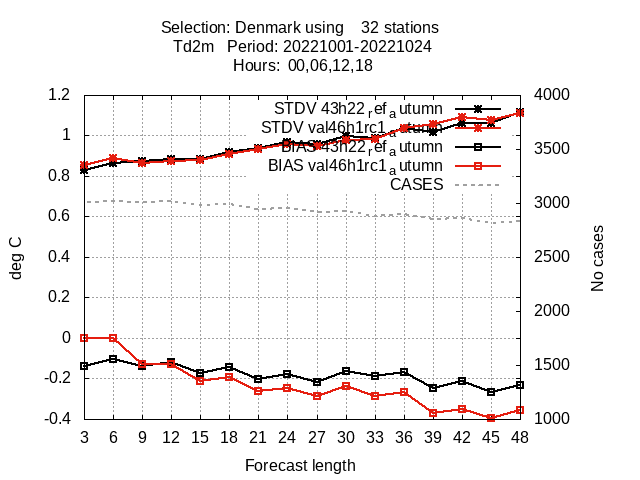 Selection: Denmark using    32 stations
Td2m   Period: 20221001-20221024
Hours:  00,06,12,18
1.2
1
0.8
0.6
0.4
0.2
0
-0.2
-0.4
deg C
4000
3500
3000
2500
2000
1500
1000
No cases
STDV 43h22_ref_autumn
STDV val46h1rc1_autumn
BIAS 43h22_ref_autumn
BIAS val46h1rc1_autumn
CASES
3 6 9 12 15 18 21 24 27 30 33 36 39 42 45 48
Forecast length